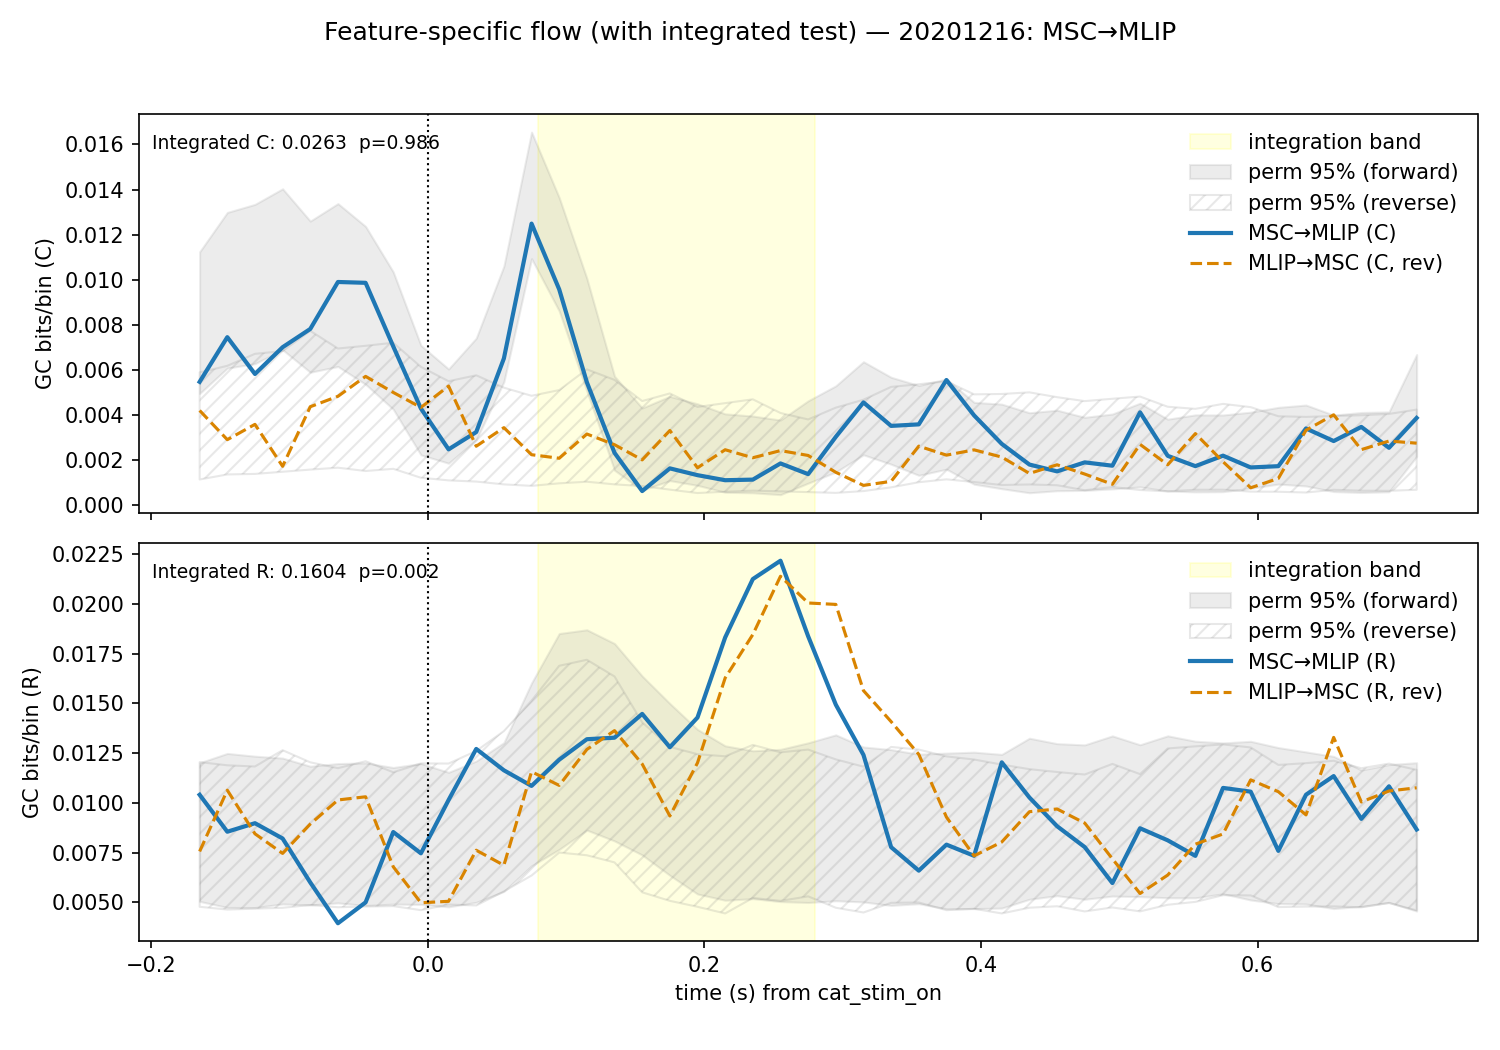 Feature-specific flow (with integrated test) — 20201216: MSC→MLIP
Integrated C: 0.0263  p=0.986
integration band
perm 95% (forward)
perm 95% (reverse)
MSC→MLIP (C)
MLIP→MSC (C, rev)
GC bits/bin (C)
0.016
0.014
0.012
0.010
0.008
0.006
0.004
0.002
0.000
Integrated R: 0.1604  p=0.002
integration band
perm 95% (forward)
perm 95% (reverse)
MSC→MLIP (R)
MLIP→MSC (R, rev)
GC bits/bin (R)
0.0225
0.0200
0.0175
0.0150
0.0125
0.0100
0.0075
0.0050
−0.2 0.0 0.2 0.4 0.6
time (s) from cat_stim_on